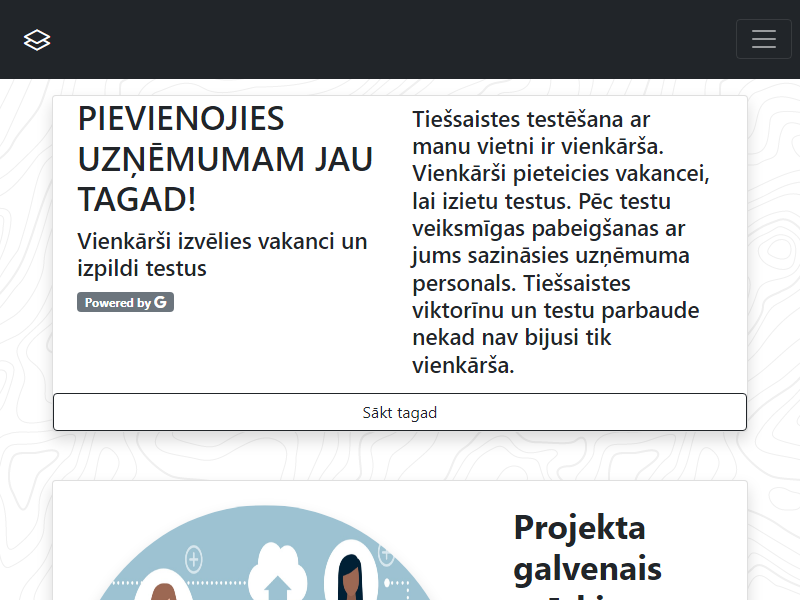 PIEVIENOJIES
UZŅĒMUMAM JAU
TAGAD!
Vienkārši izvēlies vakanci un
izpildi testus
Powered by G
Tiešsaistes testēšana ar
manu vietni ir vienkārša.
Vienkārši pieteicies vakancei,
lai izietu testus. Pēc testu
veiksmīgas pabeigšanas ar
jums sazināsies uzņēmuma
personals. Tiešsaistes
viktorīnu un testu parbaude
nekad nav bijusi tik
vienkārša.
Sākt tagad
Projekta
galvenais